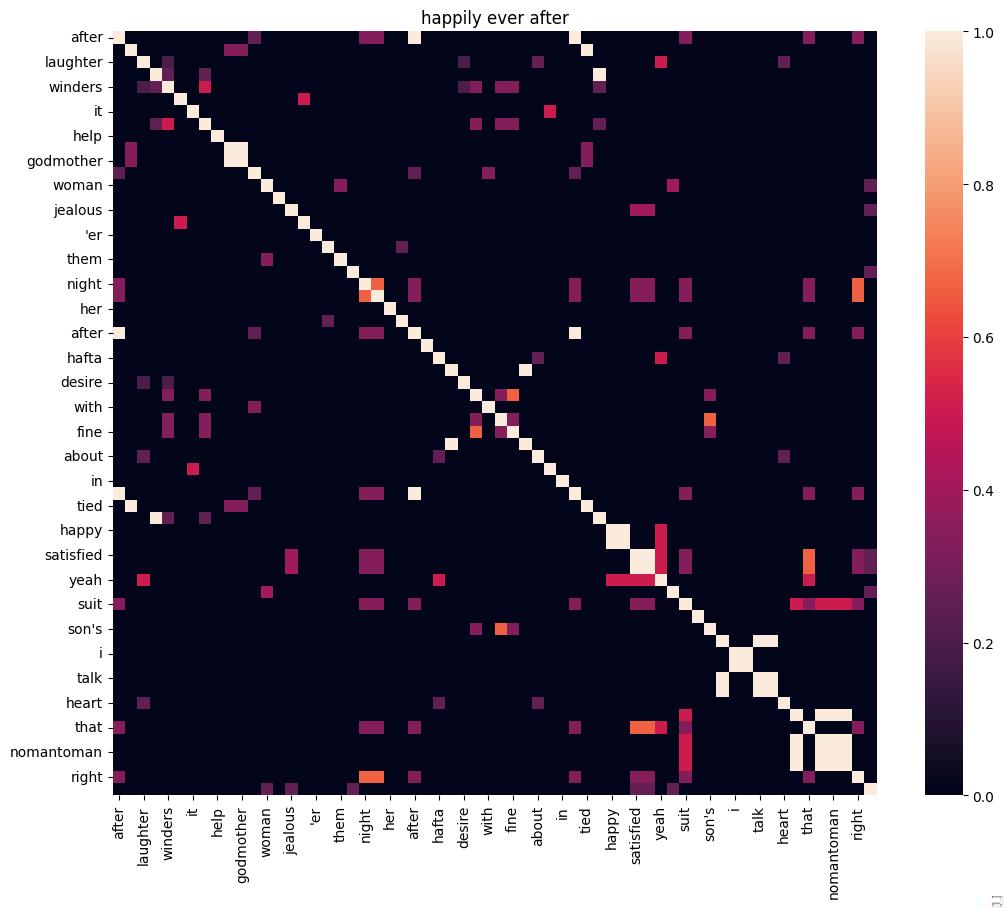 happily ever after
after
laughter
winders
it
help
godmother
woman
jealous
'er
them
night
her
after
hafta
desire
with
fine
about
in
tied
happy
satisfied
yeah
suit
son's
i
talk
heart
that
nomantoman
right
after
laughter
winders
it
help
godmother
woman
jealous
'er
them
night
her
after
hafta
desire
with
fine
about
in
tied
happy
satisfied
yeah
suit
son's
i
talk
heart
that
nomantoman
right
1.0
0.8
0.6
0.4
0.2
0.0